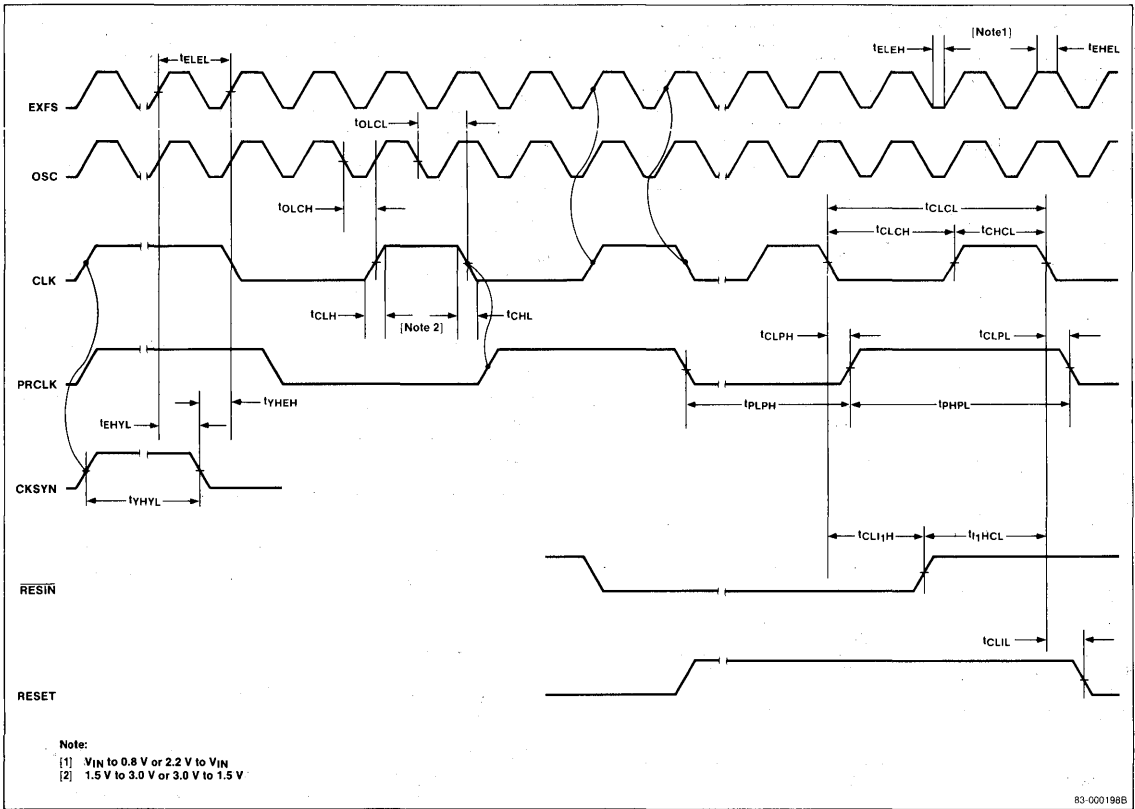 [Note1]
tELEL
tELEH
tEHEL
EXFS
tOLCL
OSC
tOLCH
tCLCL
tCLCH
tCHCL
CLK
tCLH
[Note 2]
tCHL
tCLPH
tCLPL
PRCLK
tYHEH
tPLPH
tPHPL
tEHYL
CKSYN
tYHYL
tCLI1H
tI1HCL
RESIN
tCLIL
RESET
Note:
[1] VIN to 0.8 V or 2.2 V to VIN
[2] 1.5 V to 3.0 V or 3.0 V to 1.5 V
83-000198B